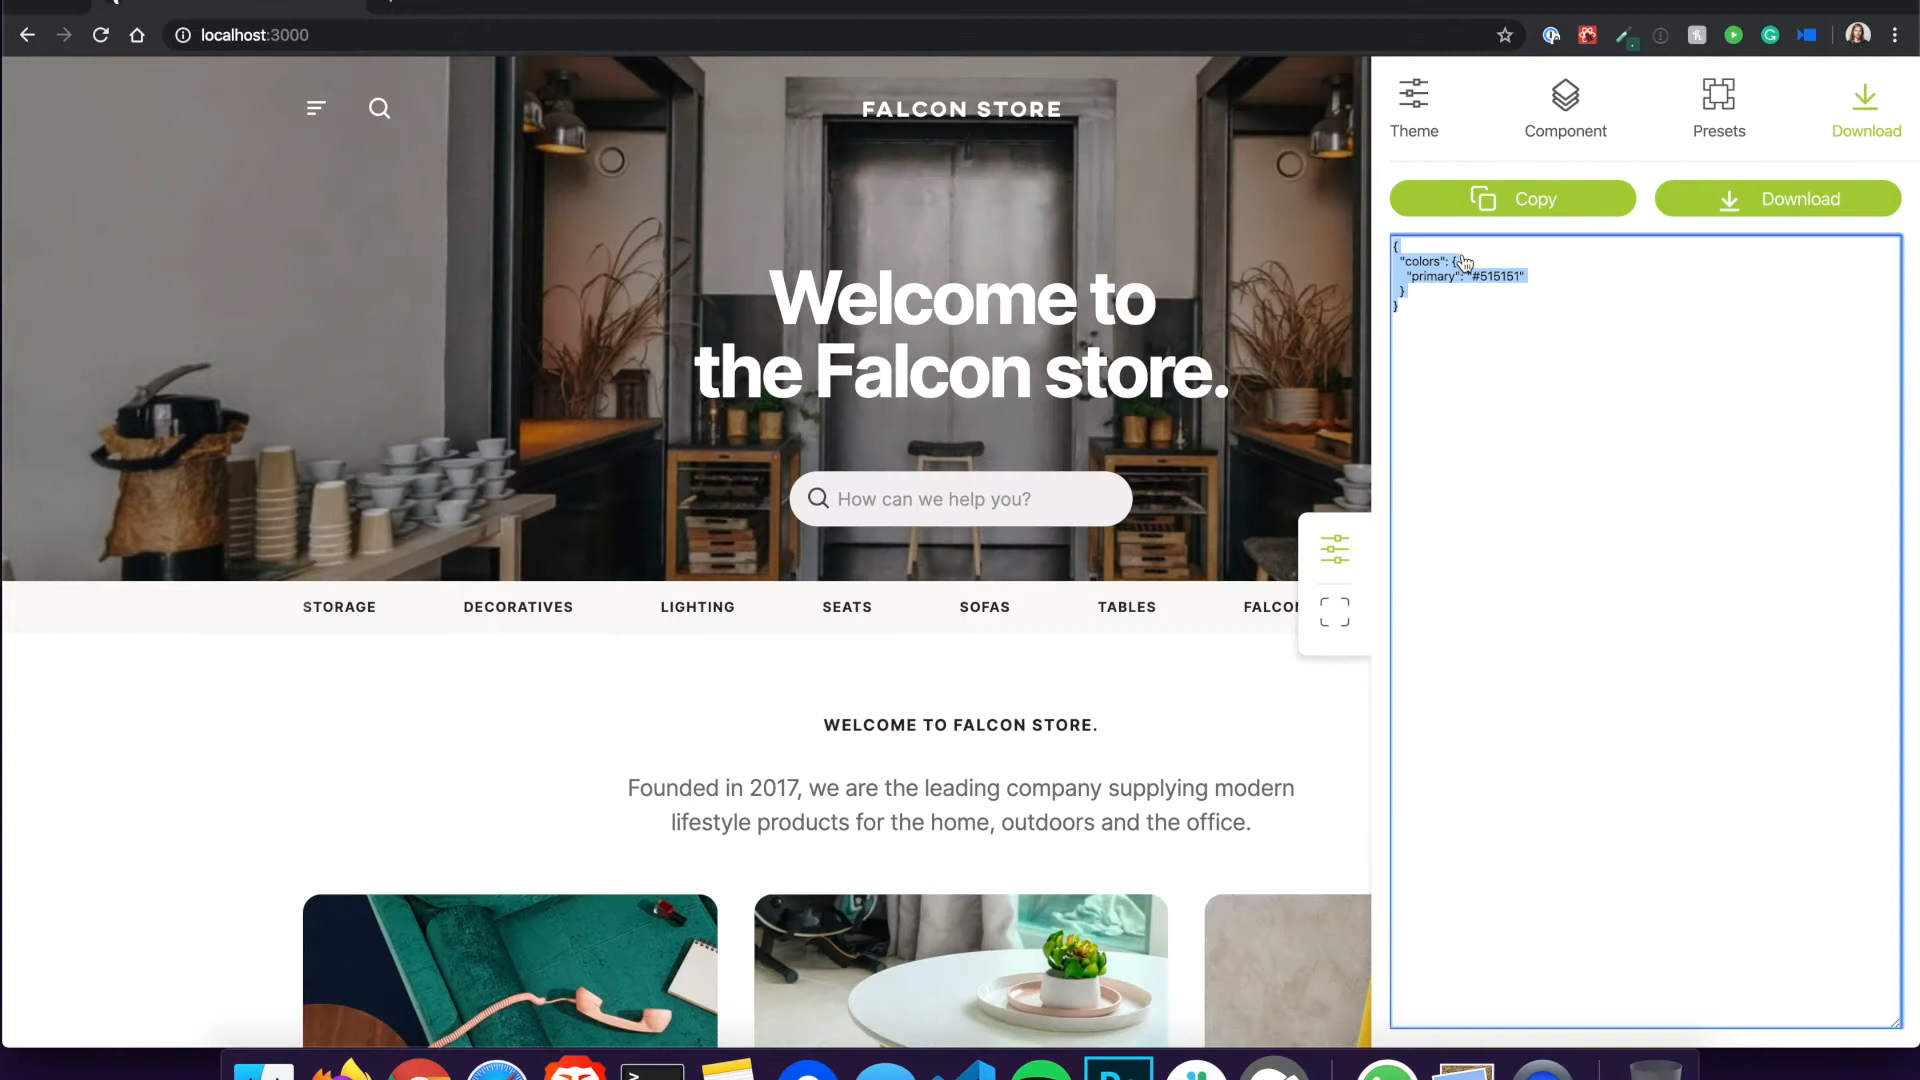 localhost:3000
FALCON STORE
Theme
Component
Presets
Download
Copy
Download
{
"colors": {
"primary": "#515151"
}
}
Welcome to
the Falcon store.
How can we help you?
STORAGE
DECORATIVES
LIGHTING
SEATS
SOFAS
TABLES
FALCON
WELCOME TO FALCON STORE.
Founded in 2017, we are the leading company supplying modern
lifestyle products for the home, outdoors and the office.